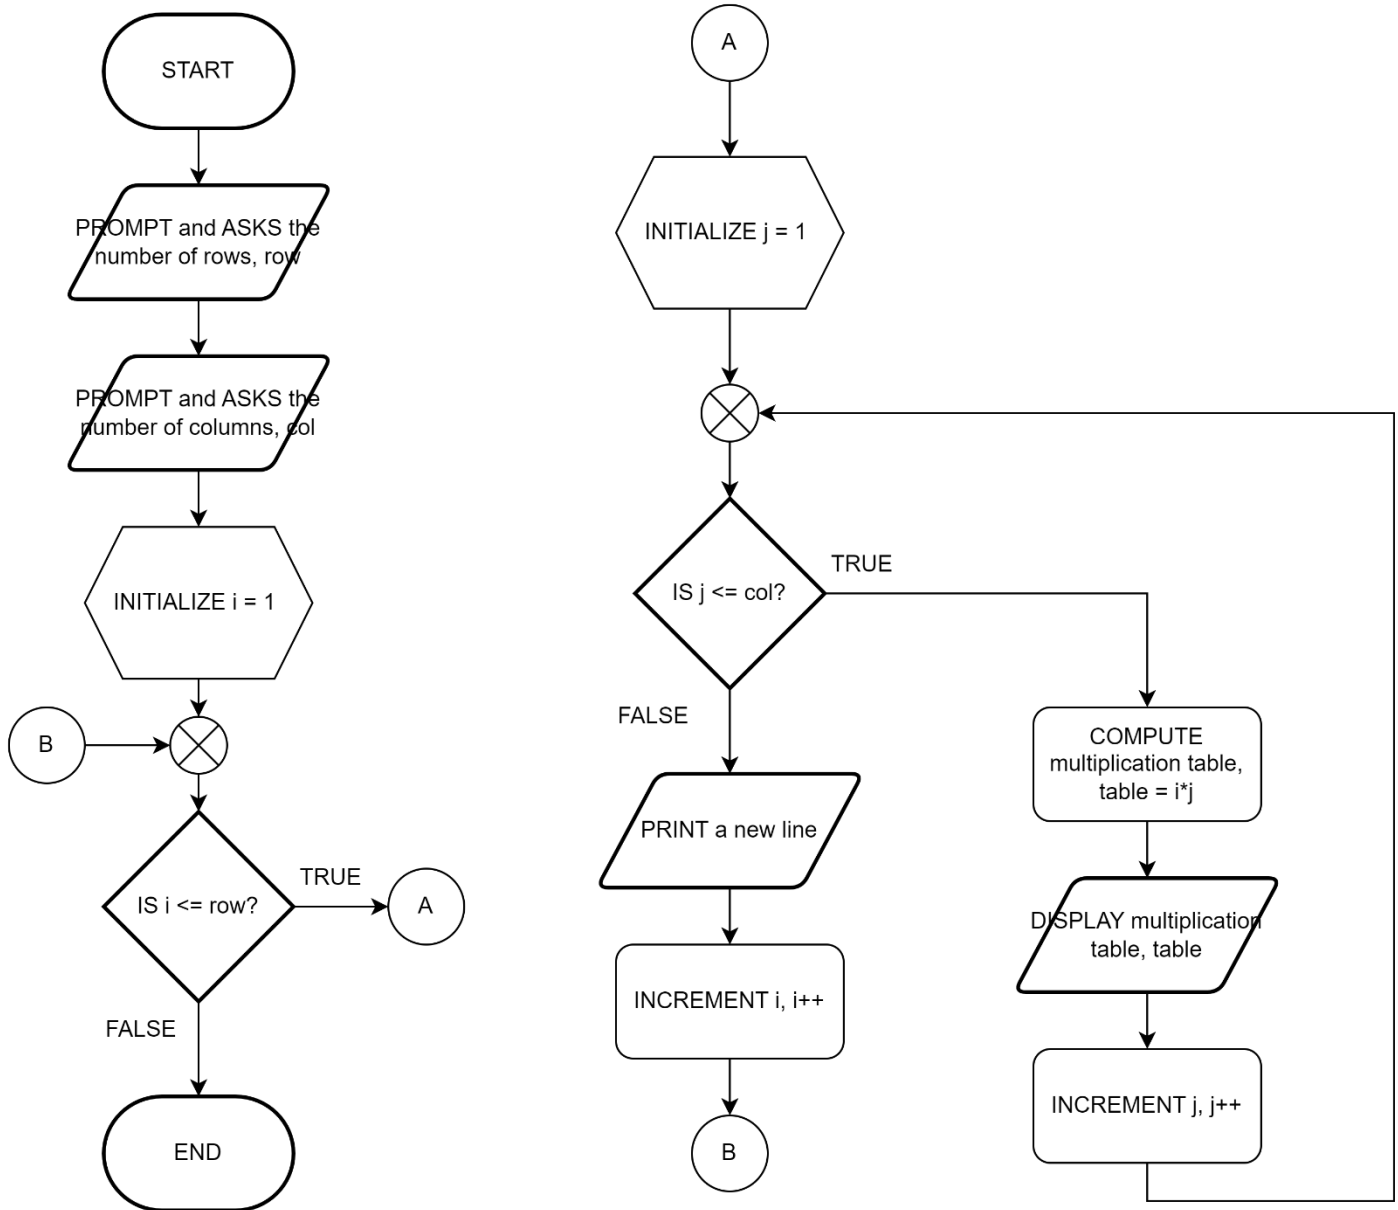 START
PROMPT and ASKS the
number of rows, row
PROMPT and ASKS the
number of columns, col
INITIALIZE i = 1
B
IS i <= row?
TRUE
A
FALSE
END
A
INITIALIZE j = 1
IS j <= col?
TRUE
FALSE
PRINT a new line
INCREMENT i, i++
B
COMPUTE
multiplication table,
table = i*j
DISPLAY multiplication
table, table
INCREMENT j, j++